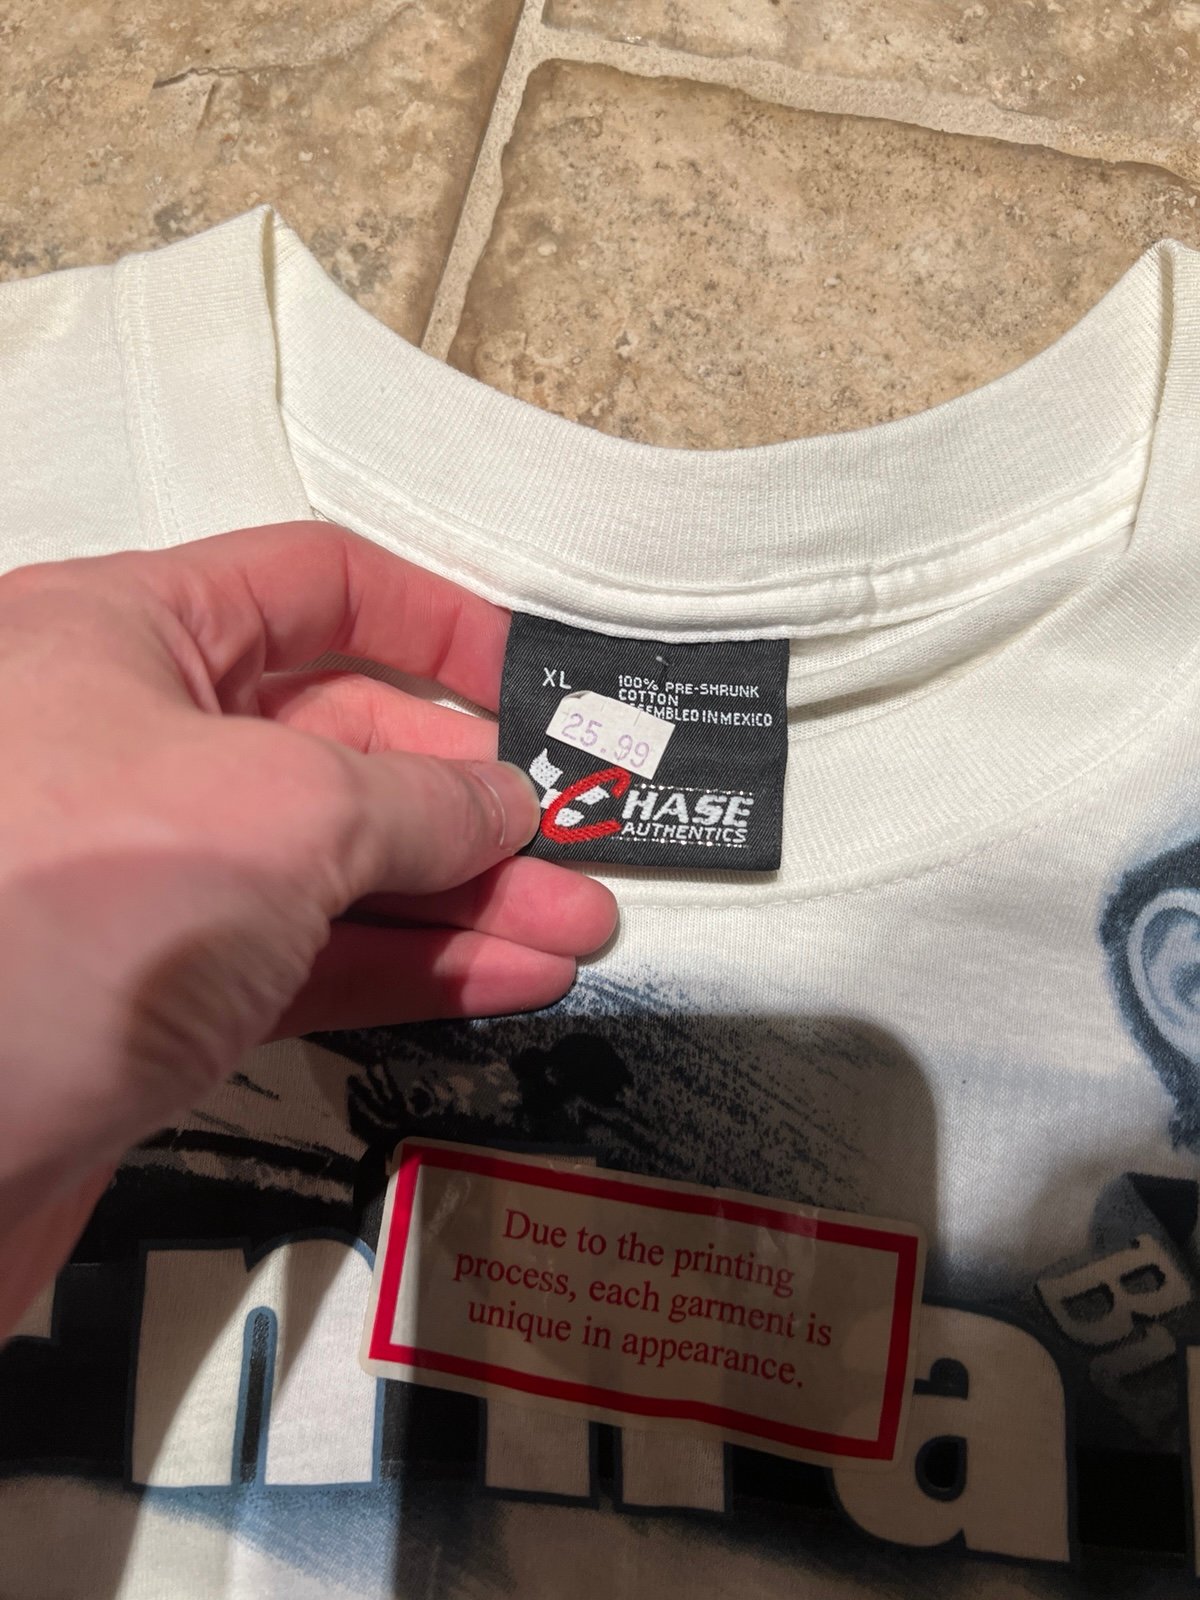 XL
100% PRE-SHRUNK
COTTON
SEMBLED IN MEXICO
25.99
CHASE
AUTHENTICS
Due to the printing
process, each garment is
unique in appearance.